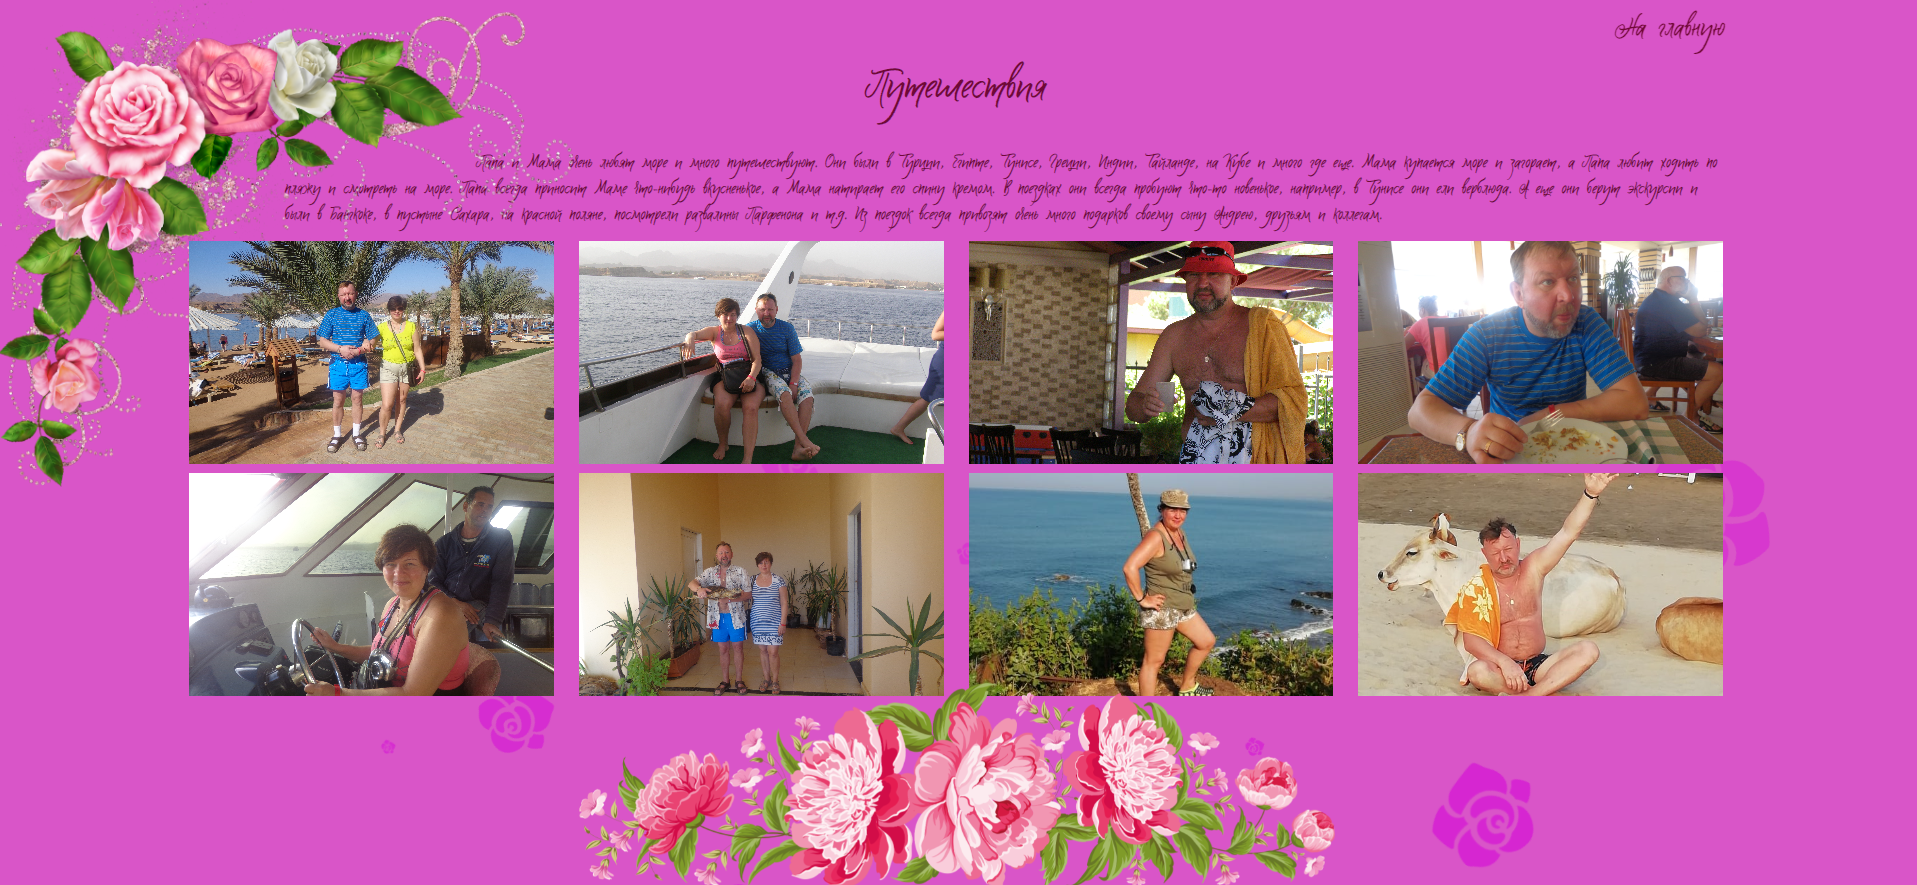 На главную
Путешествия
Папа и Мама очень любят море и много путешествуют. Они были в Турции, Египте, Тунисе, Греции, Индии, Тайланде, на Кубе и много где еще. Мама купается море и загорает, а Папа любит ходить по
пляжу и смотреть на море. Папа всегда приносит Маме что-нибудь вкусненькое, а Мама натирает его спину кремом. В поездках они всегда пробуют что-то новенькое, например, в Тунисе они ели верблюда. А еще они берут экскурсии и
были в Бангкоке, в пустыне Сахара, на красной поляне, посмотрели развалины Парфенона и т.д. Из поездок всегда привозят очень много подарков своему сыну Андрею, друзьям и коллегам.